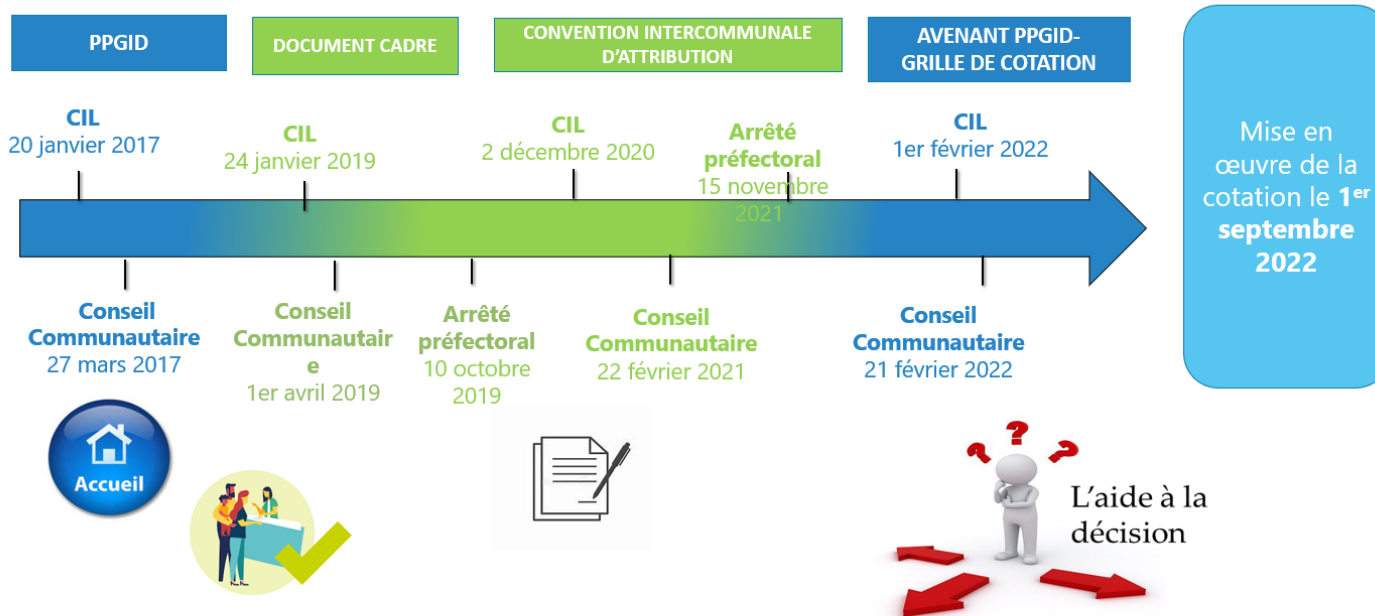 PPGID
DOCUMENT CADRE
CONVENTION INTERCOMMUNALE
D'ATTRIBUTION
AVENANT PPGID-
GRILLE DE COTATION
CIL
20 janvier 2017
CIL
24 janvier 2019
CIL
2 décembre 2020
Arrêté
préfectoral
15 novembre
2021
CIL
1er février 2022
Mise en
œuvre de la
cotation le 1er
septembre
2022
Conseil
Communautaire
27 mars 2017
Conseil
Communautair
e
1er avril 2019
Arrêté
préfectoral
10 octobre
2019
Conseil
Communautaire
22 février 2021
Conseil
Communautaire
21 février 2022
Accueil
? ? ?
L'aide à la
décision